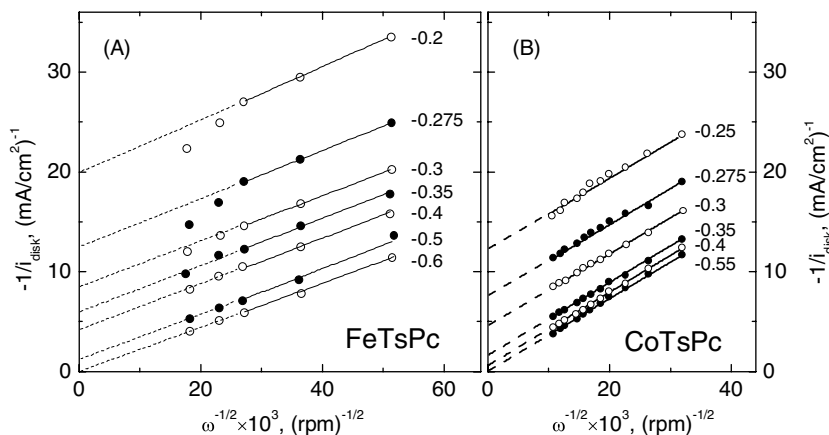 (A)
(B)
-1/i_disk, (mA/cm²)⁻¹
30
20
10
0
-0.2
-0.275
-0.3
-0.35
-0.4
-0.5
-0.6
FeTsPc
0 20 40 60
ω⁻¹/²×10³, (rpm)⁻¹/²
-0.25
-0.275
-0.3
-0.35
-0.4
-0.55
CoTsPc
0 20 40
ω⁻¹/²×10³, (rpm)⁻¹/²
30
20
10
0
-1/i_disk, (mA/cm²)⁻¹